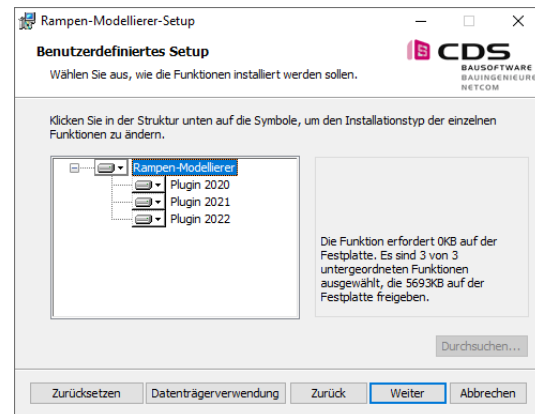 Rampen-Modellierer-Setup
Benutzerdefiniertes Setup
Wählen Sie aus, wie die Funktionen installiert werden sollen.
CDS
BAUSOFTWARE
BAUINGENIEURE
NETCOM
Klicken Sie in der Struktur unten auf die Symbole, um den Installationstyp der einzelnen
Funktionen zu ändern.
Rampen-Modellierer
Plugin 2020
Plugin 2021
Plugin 2022
Die Funktion erfordert 0KB auf der
Festplatte. Es sind 3 von 3
untergeordneten Funktionen
ausgewählt, die 5693KB auf der
Festplatte freigeben.
Durchsuchen...
Zurücksetzen Datenträgerverwendung Zurück Weiter Abbrechen